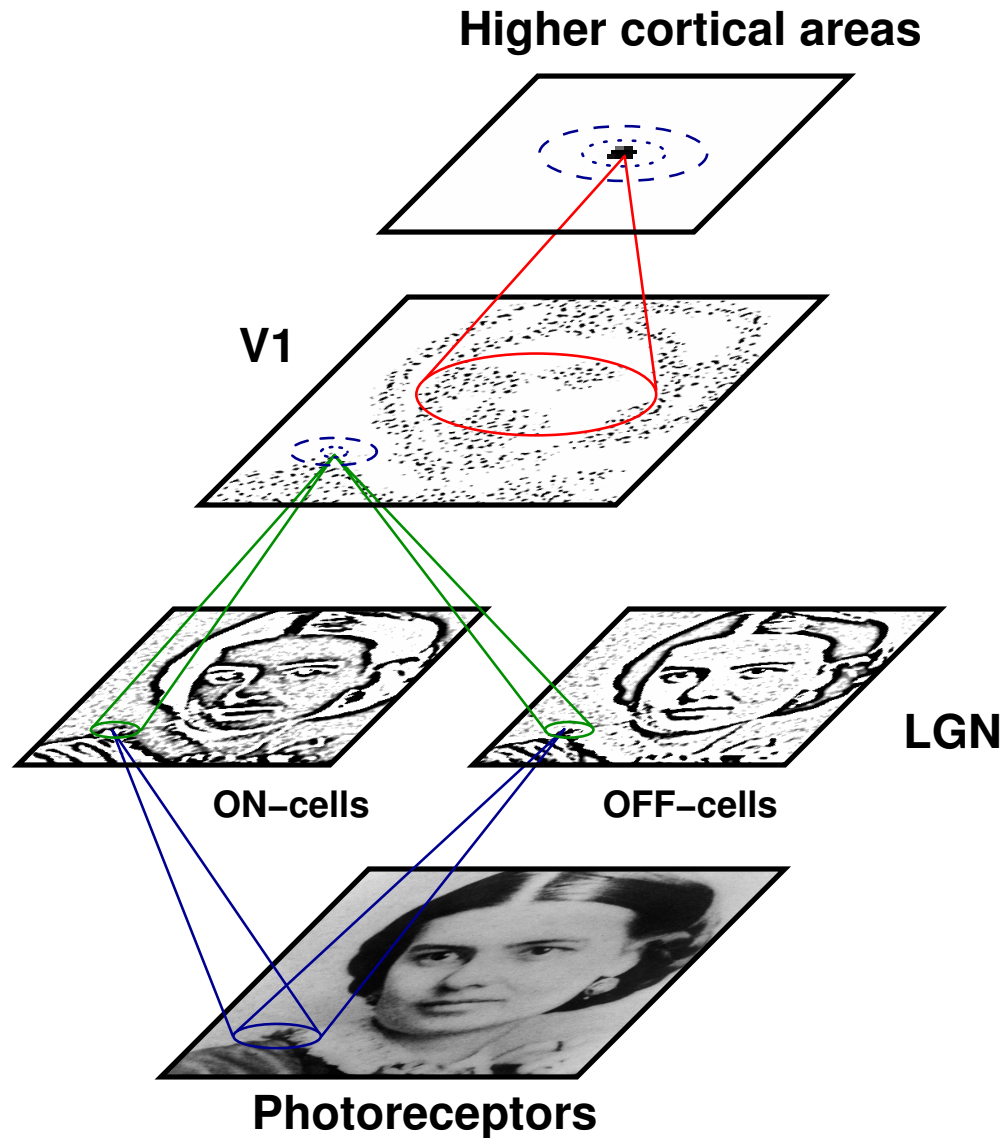 Higher cortical areas
V1
LGN
ON−cells
OFF−cells
Photoreceptors